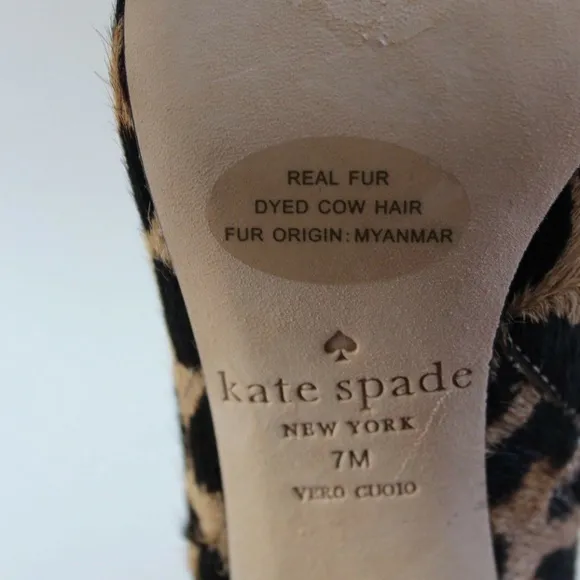 REAL FUR
DYED COW HAIR
FUR ORIGIN: MYANMAR
kate spade
NEW YORK
7M
VERO CUOIO